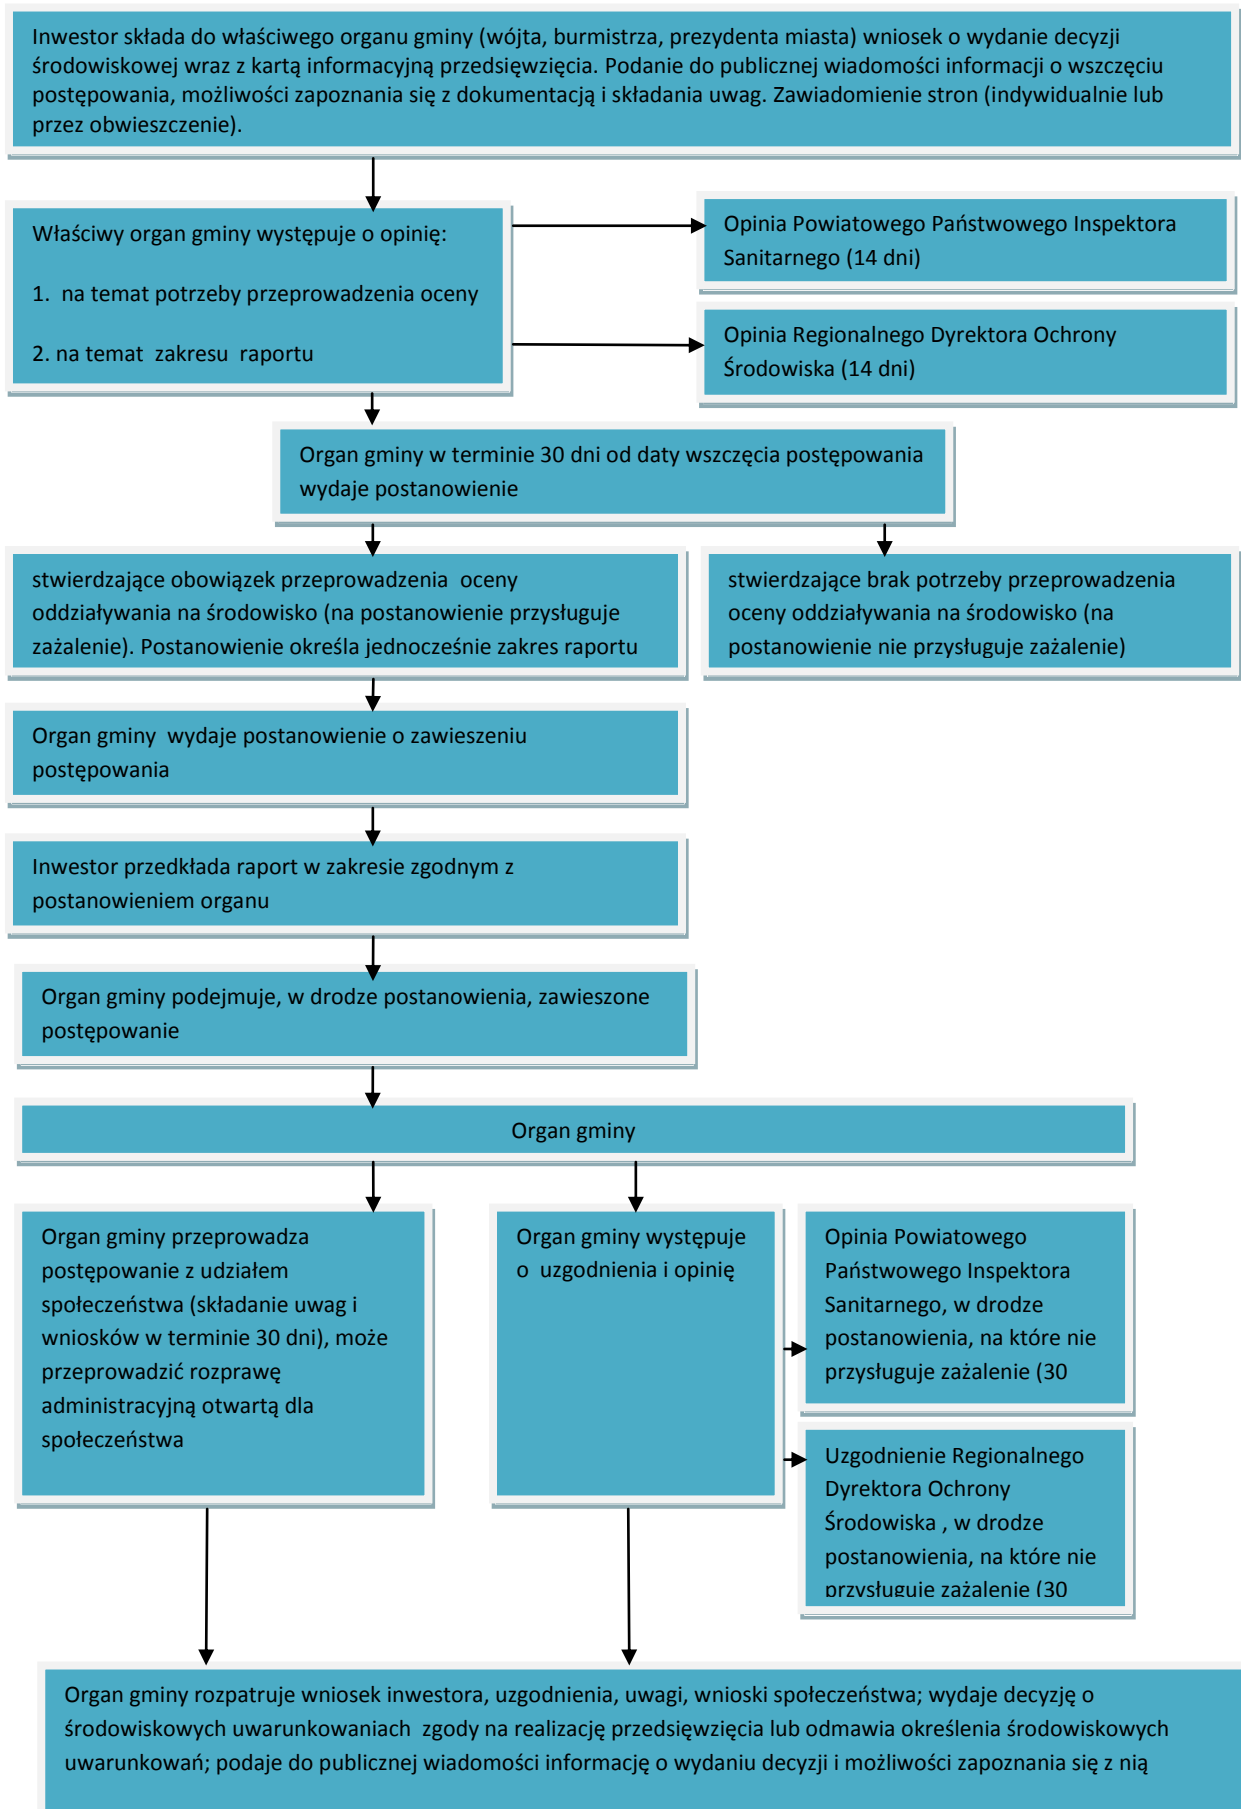 Inwestor składa do właściwego organu gminy (wójta, burmistrza, prezydenta miasta) wniosek o wydanie decyzji
środowiskowej wraz z kartą informacyjną przedsięwzięcia. Podanie do publicznej wiadomości informacji o wszczęciu
postępowania, możliwości zapoznania się z dokumentacją i składania uwag. Zawiadomienie stron (indywidualnie lub
przez obwieszczenie).
Właściwy organ gminy występuje o opinię:
1. na temat potrzeby przeprowadzenia oceny
2. na temat zakresu raportu
Opinia Powiatowego Państwowego Inspektora
Sanitarnego (14 dni)
Opinia Regionalnego Dyrektora Ochrony
Środowiska (14 dni)
Organ gminy w terminie 30 dni od daty wszczęcia postępowania
wydaje postanowienie
stwierdzające obowiązek przeprowadzenia oceny
oddziaływania na środowisko (na postanowienie przysługuje
zażalenie). Postanowienie określa jednocześnie zakres raportu
stwierdzające brak potrzeby przeprowadzenia
oceny oddziaływania na środowisko (na
postanowienie nie przysługuje zażalenie)
Organ gminy wydaje postanowienie o zawieszeniu
postępowania
Inwestor przedkłada raport w zakresie zgodnym z
postanowieniem organu
Organ gminy podejmuje, w drodze postanowienia, zawieszone
postępowanie
Organ gminy
Organ gminy przeprowadza
postępowanie z udziałem
społeczeństwa (składanie uwag i
wniosków w terminie 30 dni), może
przeprowadzić rozprawę
administracyjną otwartą dla
społeczeństwa
Organ gminy występuje
o uzgodnienia i opinię
Opinia Powiatowego
Państwowego Inspektora
Sanitarnego, w drodze
postanowienia, na które nie
przysługuje zażalenie (30
Uzgodnienie Regionalnego
Dyrektora Ochrony
Środowiska , w drodze
postanowienia, na które nie
przysługuje zażalenie (30
Organ gminy rozpatruje wniosek inwestora, uzgodnienia, uwagi, wnioski społeczeństwa; wydaje decyzję o
środowiskowych uwarunkowaniach zgody na realizację przedsięwzięcia lub odmawia określenia środowiskowych
uwarunkowań; podaje do publicznej wiadomości informację o wydaniu decyzji i możliwości zapoznania się z nią